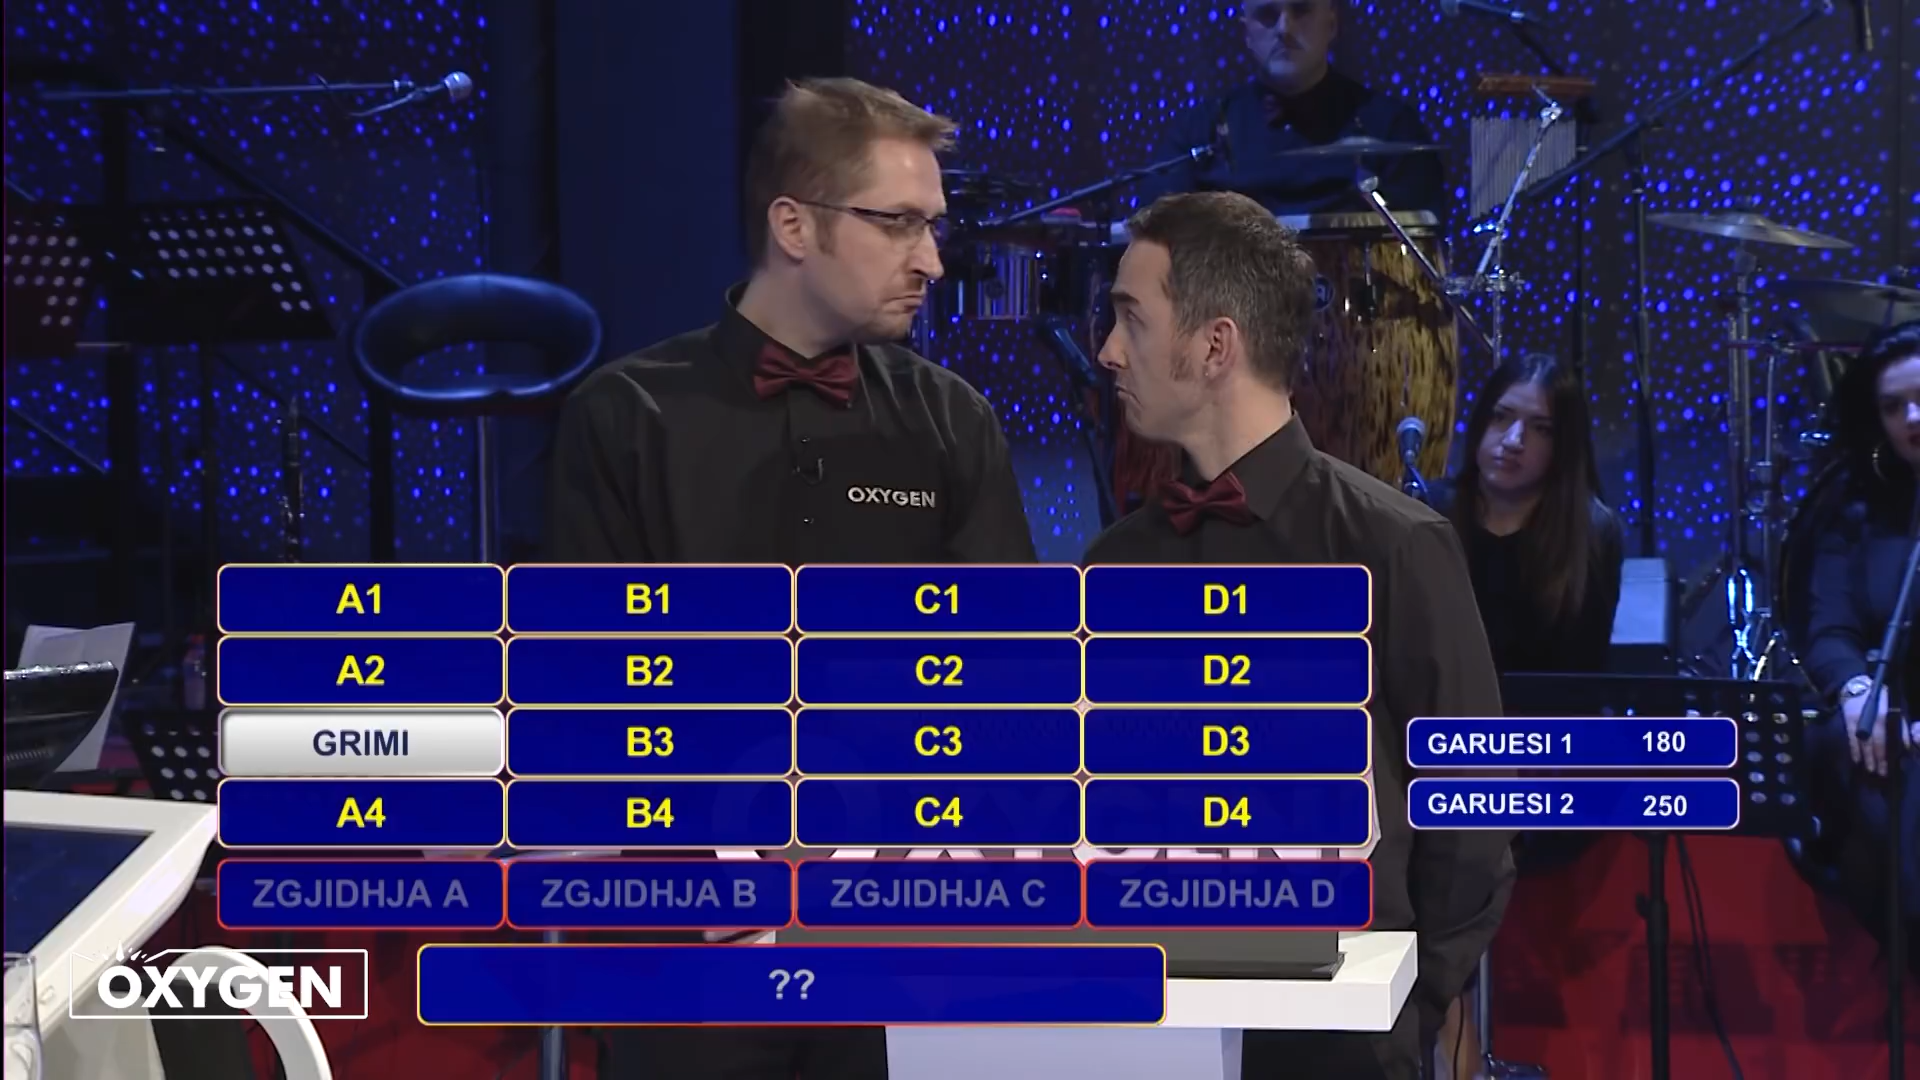 OXYGEN
A1 B1 C1 D1
A2 B2 C2 D2
GRIMI B3 C3 D3
A4 B4 C4 D4
ZGJIDHJA A ZGJIDHJA B ZGJIDHJA C ZGJIDHJA D
??
GARUESI 1 180
GARUESI 2 250
OXYGEN
OXYGEN